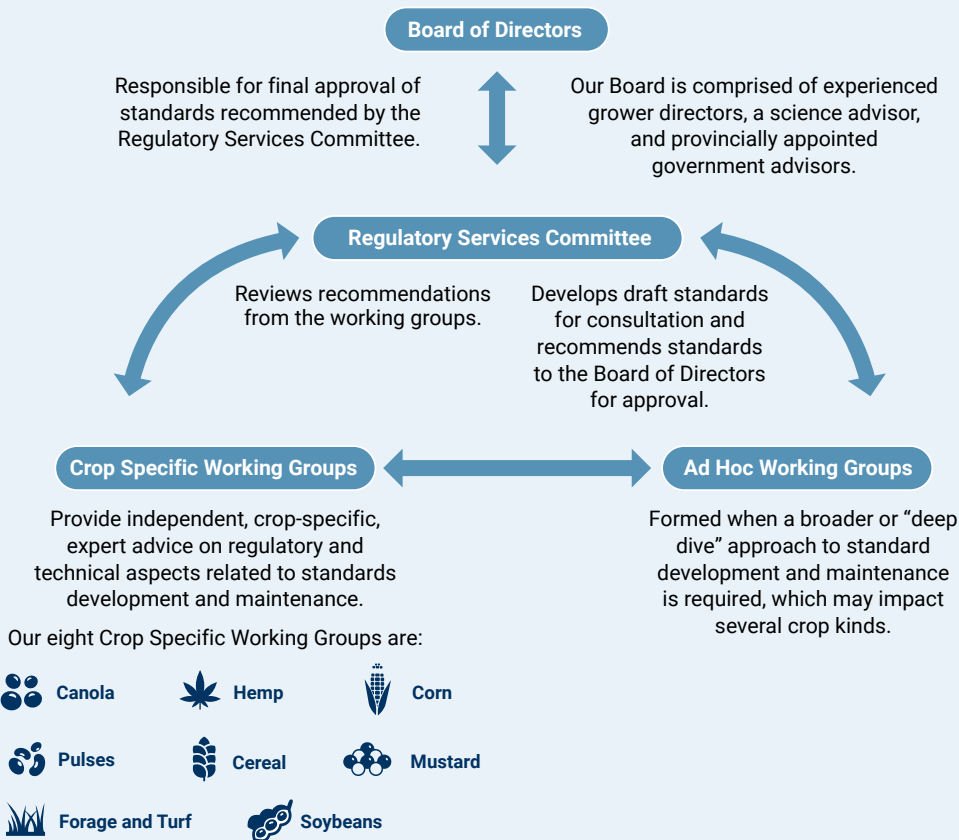 Board of Directors
Responsible for final approval of
standards recommended by the
Regulatory Services Committee.
Our Board is comprised of experienced
grower directors, a science advisor,
and provincially appointed
government advisors.
Regulatory Services Committee
Reviews recommendations
from the working groups.
Develops draft standards
for consultation and
recommends standards
to the Board of Directors
for approval.
Crop Specific Working Groups
Provide independent, crop-specific,
expert advice on regulatory and
technical aspects related to standards
development and maintenance.
Ad Hoc Working Groups
Formed when a broader or “deep
dive” approach to standard
development and maintenance
is required, which may impact
several crop kinds.
Our eight Crop Specific Working Groups are:
Canola
Hemp
Corn
Pulses
Cereal
Mustard
Forage and Turf
Soybeans